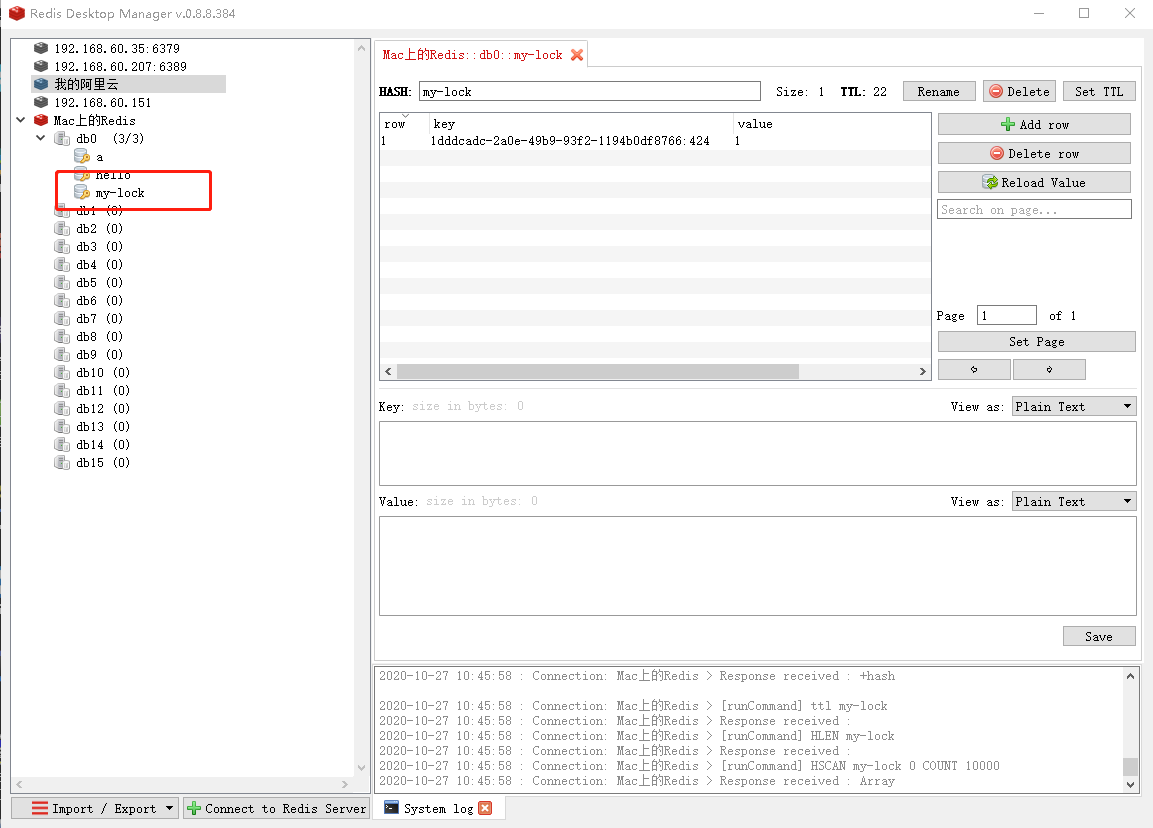 Redis Desktop Manager v.0.8.8.384
192.168.60.35:6379
192.168.60.207:6389
我的阿里云
192.168.60.151
Mac上的Redis
db0 (3/3)
a
hello
my-lock
db1 (0)
db2 (0)
db3 (0)
db4 (0)
db5 (0)
db6 (0)
db7 (0)
db8 (0)
db9 (0)
db10 (0)
db11 (0)
db12 (0)
db13 (0)
db14 (0)
db15 (0)
Import / Export
Connect to Redis Server
Mac上的Redis::db0::my-lock
HASH: my-lock Size: 1 TTL: 22 Rename Delete Set TTL
row key value
1 1dddcadc-2a0e-49b9-93f2-1194b0df8766:424 1
Add row
Delete row
Reload Value
Search on page...
Page 1 of 1
Set Page
Key: size in bytes: 0 View as: Plain Text
Value: size in bytes: 0 View as: Plain Text
Save
2020-10-27 10:45:58 : Connection: Mac上的Redis > Response received : +hash
2020-10-27 10:45:58 : Connection: Mac上的Redis > [runCommand] ttl my-lock
2020-10-27 10:45:58 : Connection: Mac上的Redis > Response received :
2020-10-27 10:45:58 : Connection: Mac上的Redis > [runCommand] HLEN my-lock
2020-10-27 10:45:58 : Connection: Mac上的Redis > Response received :
2020-10-27 10:45:58 : Connection: Mac上的Redis > [runCommand] HSCAN my-lock 0 COUNT 10000
2020-10-27 10:45:58 : Connection: Mac上的Redis > Response received : Array
System log